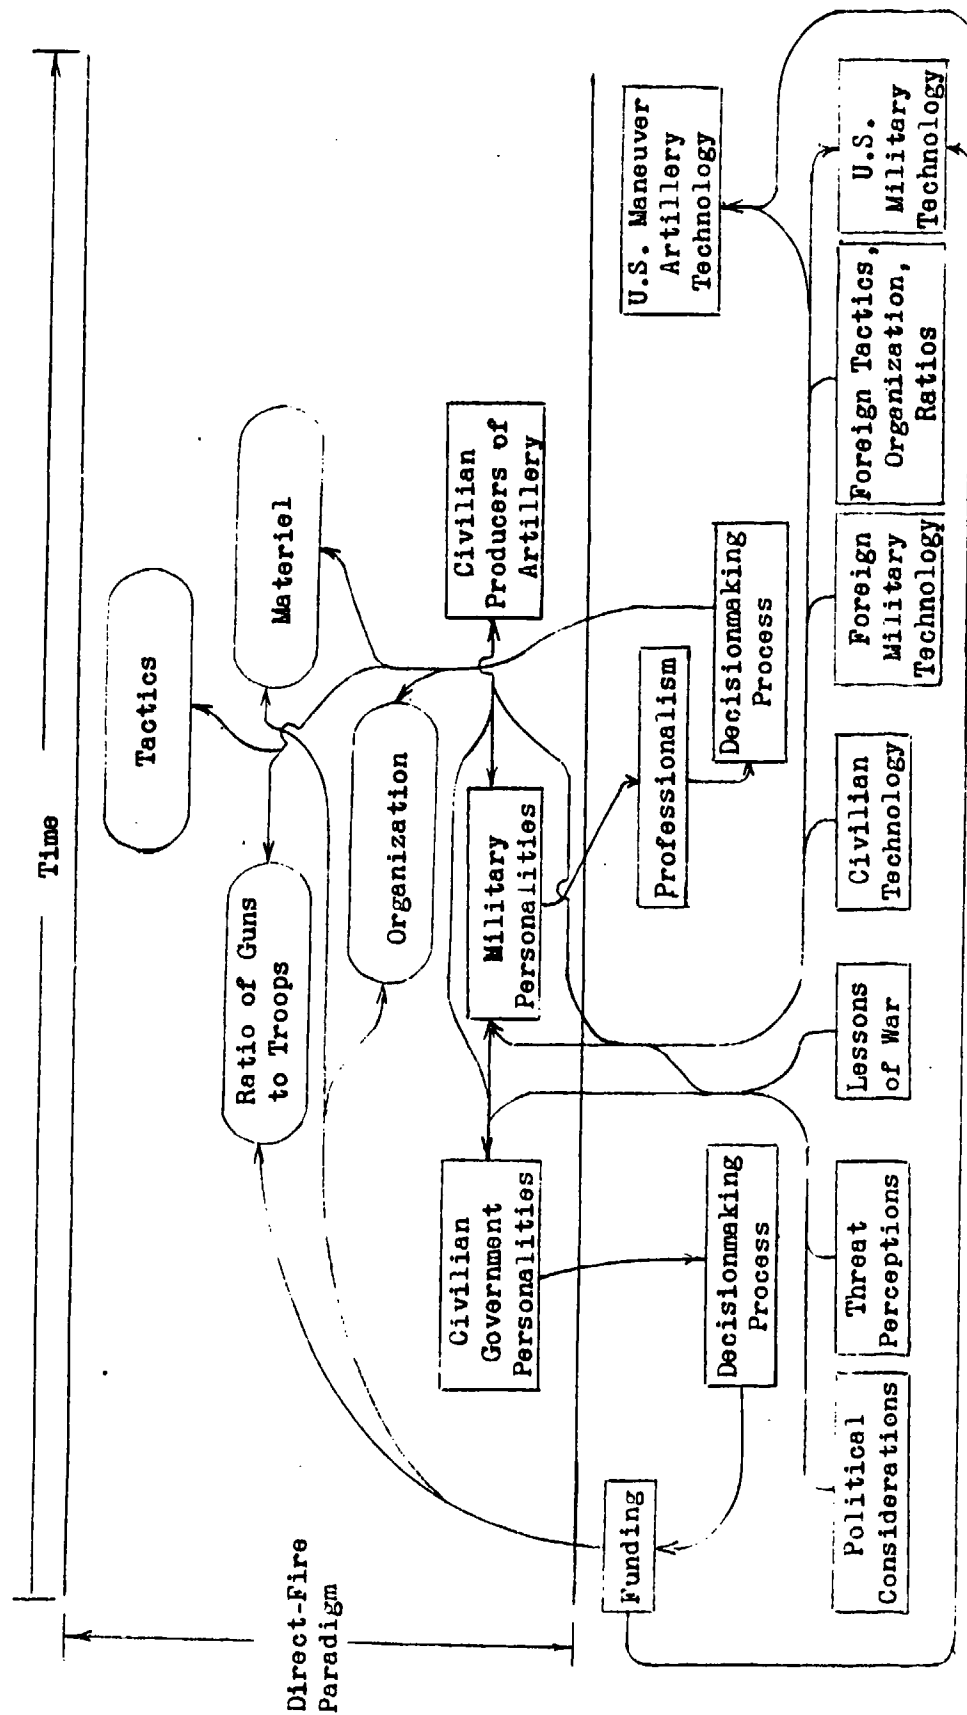 Time
Direct-Fire
Paradigm
Tactics
Ratio of Guns
to Troops
Materiel
Organization
Civilian
Government
Personalities
Military
Personalities
Civilian
Producers of
Artillery
Funding
Professionalism
U.S. Maneuver
Artillery
Technology
Decisionmaking
Process
Decisionmaking
Process
Political
Considerations
Threat
Perceptions
Lessons
of War
Civilian
Technology
Foreign
Military
Technology
Foreign Tactics,
Organization,
Ratios
U.S.
Military
Technology